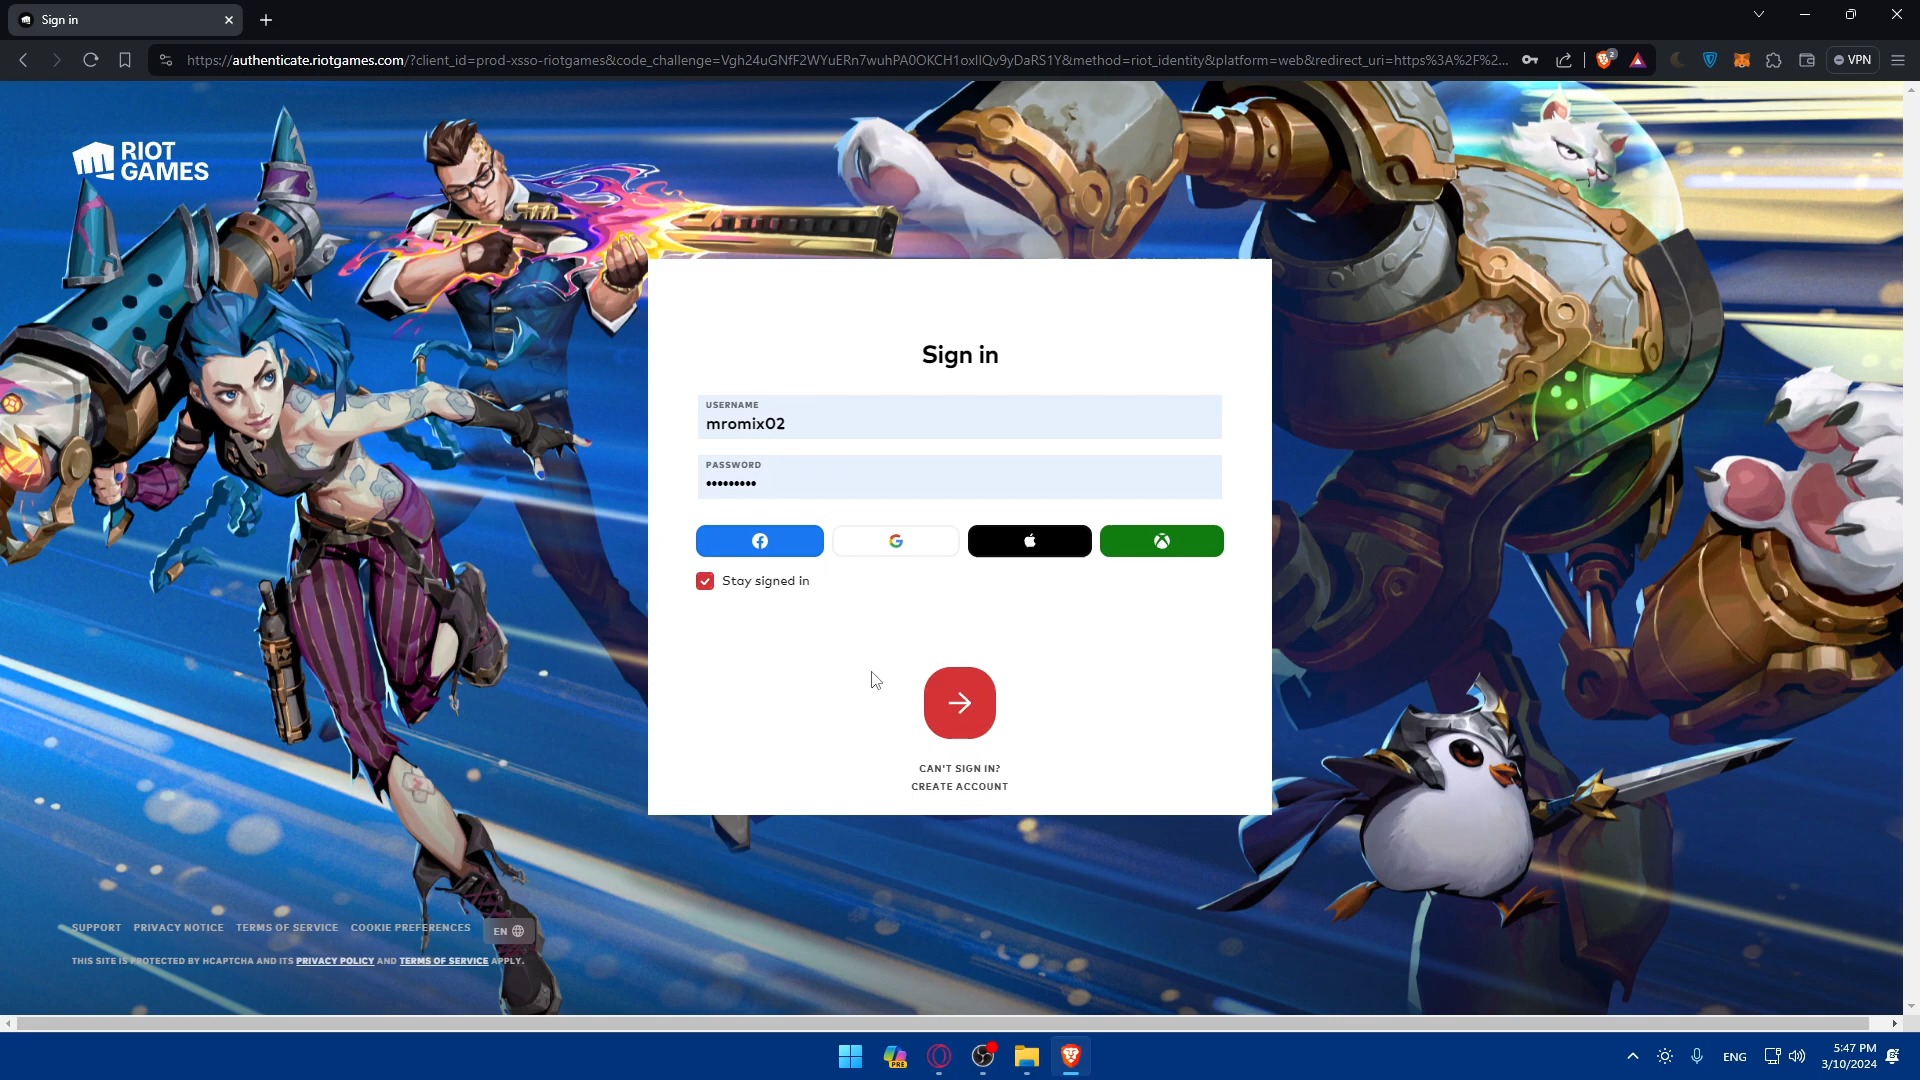 Sign in
https://authenticate.riotgames.com/?client_id=prod-xsso-riotgames&code_challenge=Vgh24uGNfF2WYuERn7wuhPA0OKCH1oxIlQv9yDaRS1Y&method=riot_identity&platform=web&redirect_uri=https%3A%2F%2...
2
VPN
RIOT
GAMES
Sign in
USERNAME
mromix02
PASSWORD
•••••••••
Stay signed in
CAN'T SIGN IN?
CREATE ACCOUNT
SUPPORT PRIVACY NOTICE TERMS OF SERVICE COOKIE PREFERENCES EN
THIS SITE IS PROTECTED BY HCAPTCHA AND ITS PRIVACY POLICY AND TERMS OF SERVICE APPLY.
PRE
ENG
5:47 PM
3/10/2024